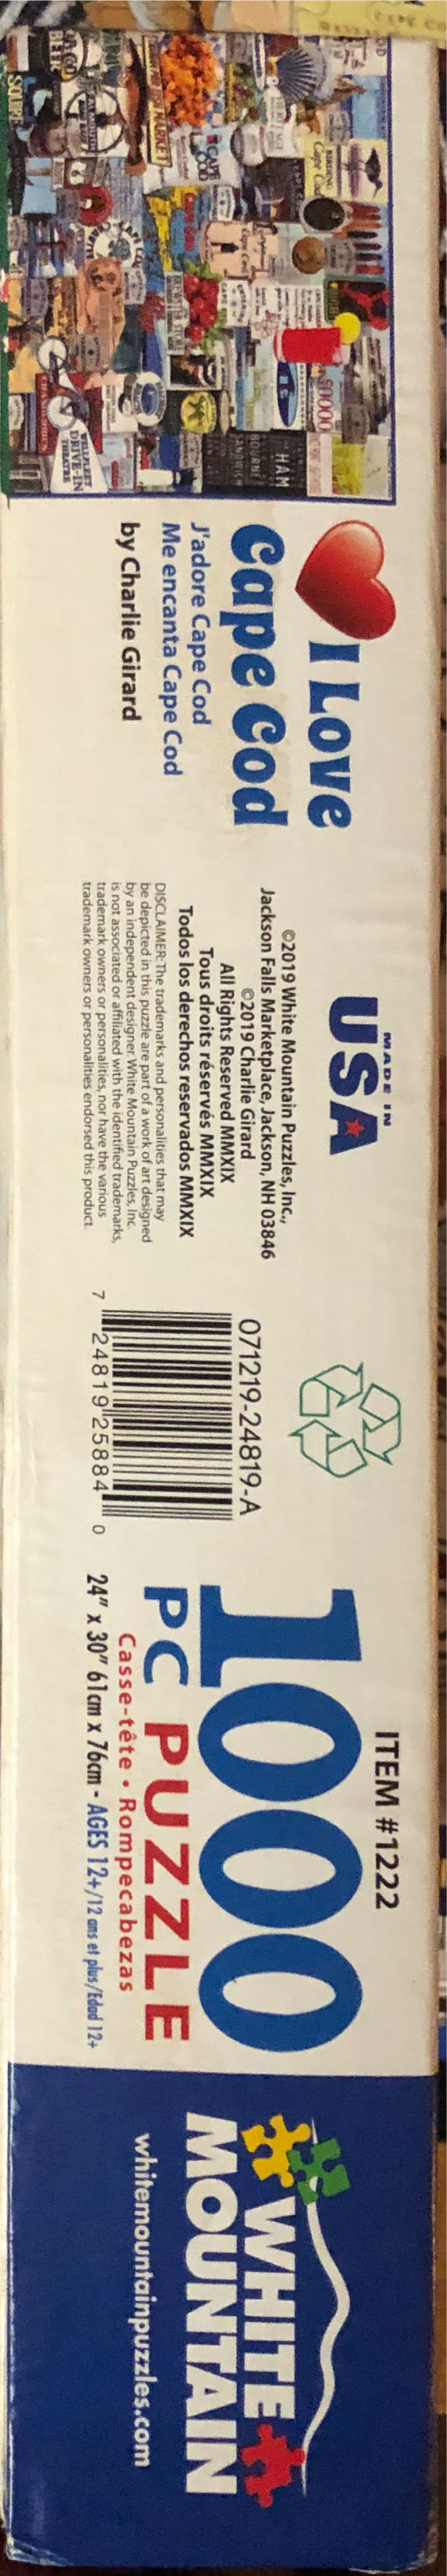 I Love
Cape Cod
J'adore Cape Cod
Me encanta Cape Cod
by Charlie Girard
MADE IN
USA
©2019 White Mountain Puzzles, Inc.,
Jackson Falls Marketplace, Jackson, NH 03846
©2019 Charlie Girard
All Rights Reserved MMXIX
Tous droits réservés MMXIX
Todos los derechos reservados MMXIX
DISCLAIMER: The trademarks and personalities that may
be depicted in this puzzle are part of a work of art designed
by an independent designer. White Mountain Puzzles, Inc.
is not associated or affiliated with the identified trademarks,
trademark owners or personalities, nor have the various
trademark owners or personalities endorsed this product.
071219-24819-A
7 24819 25884 0
ITEM #1222
1000
PC PUZZLE
Casse-tête • Rompecabezas
24" x 30" 61cm x 76cm - AGES 12+/12 ans et plus/Edad 12+
WHITE
MOUNTAIN
whitemountainpuzzles.com
MARKET
CAPE
COD
DRIVE-IN
THEATRE